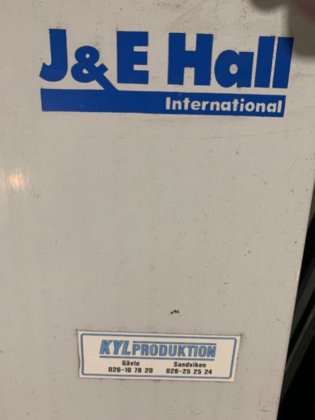 J&E Hall
International
KYLPRODUKTION
Gävle Sandviken
026-10 78 20 026-25 25 24